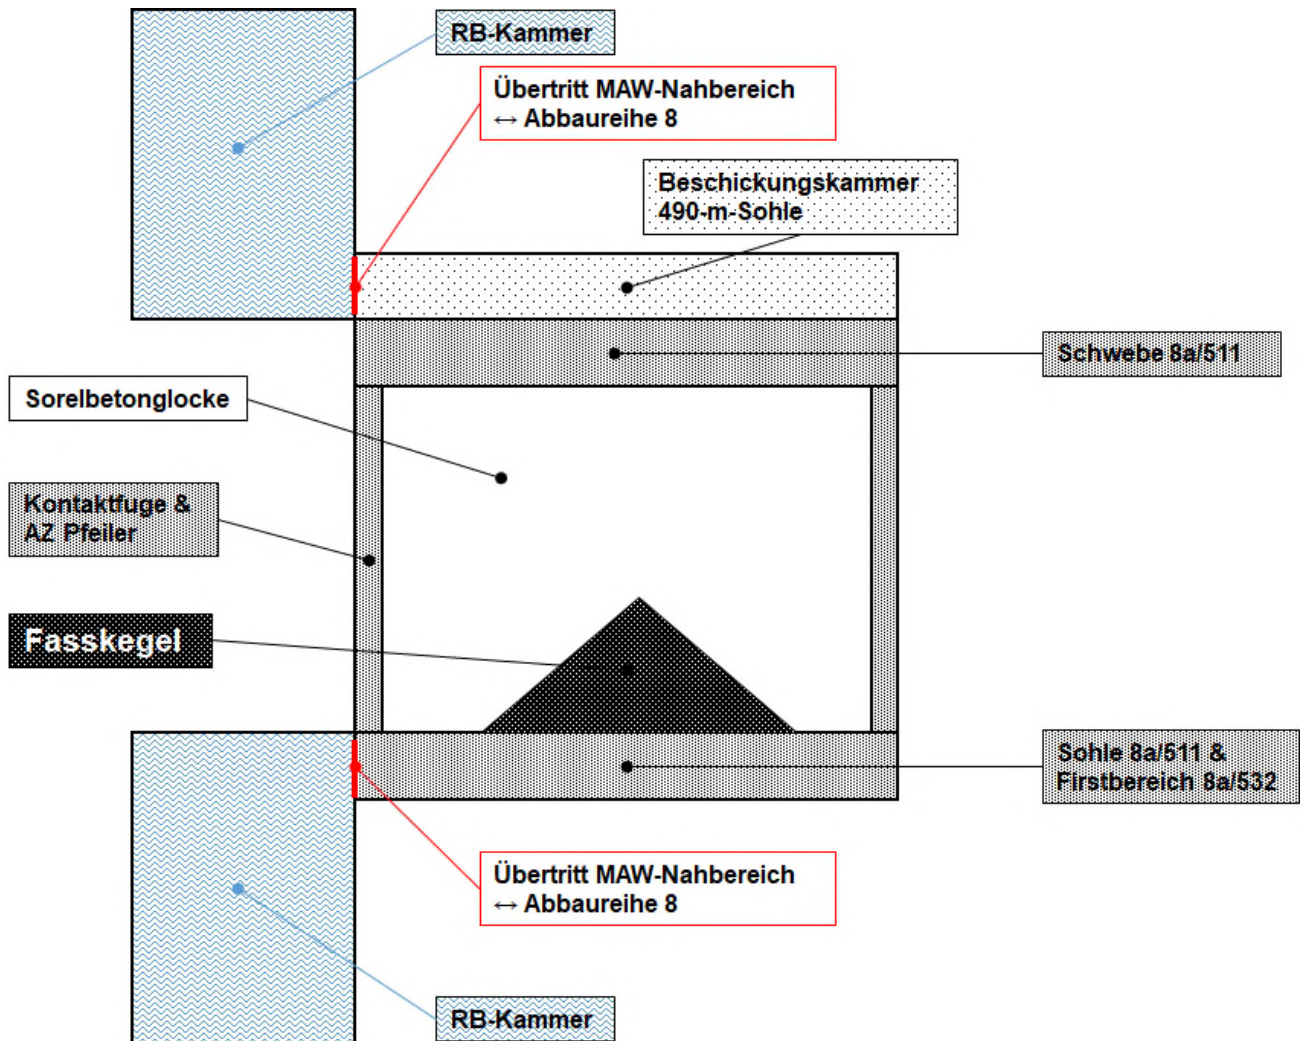 RB-Kammer
Übertritt MAW-Nahbereich
↔ Abbaureihe 8
Beschickungskammer
490-m-Sohle
Schwebe 8a/511
Sorelbetonglocke
Kontaktfuge &
AZ Pfeiler
Fasskegel
Sohle 8a/511 &
Firstbereich 8a/532
Übertritt MAW-Nahbereich
↔ Abbaureihe 8
RB-Kammer